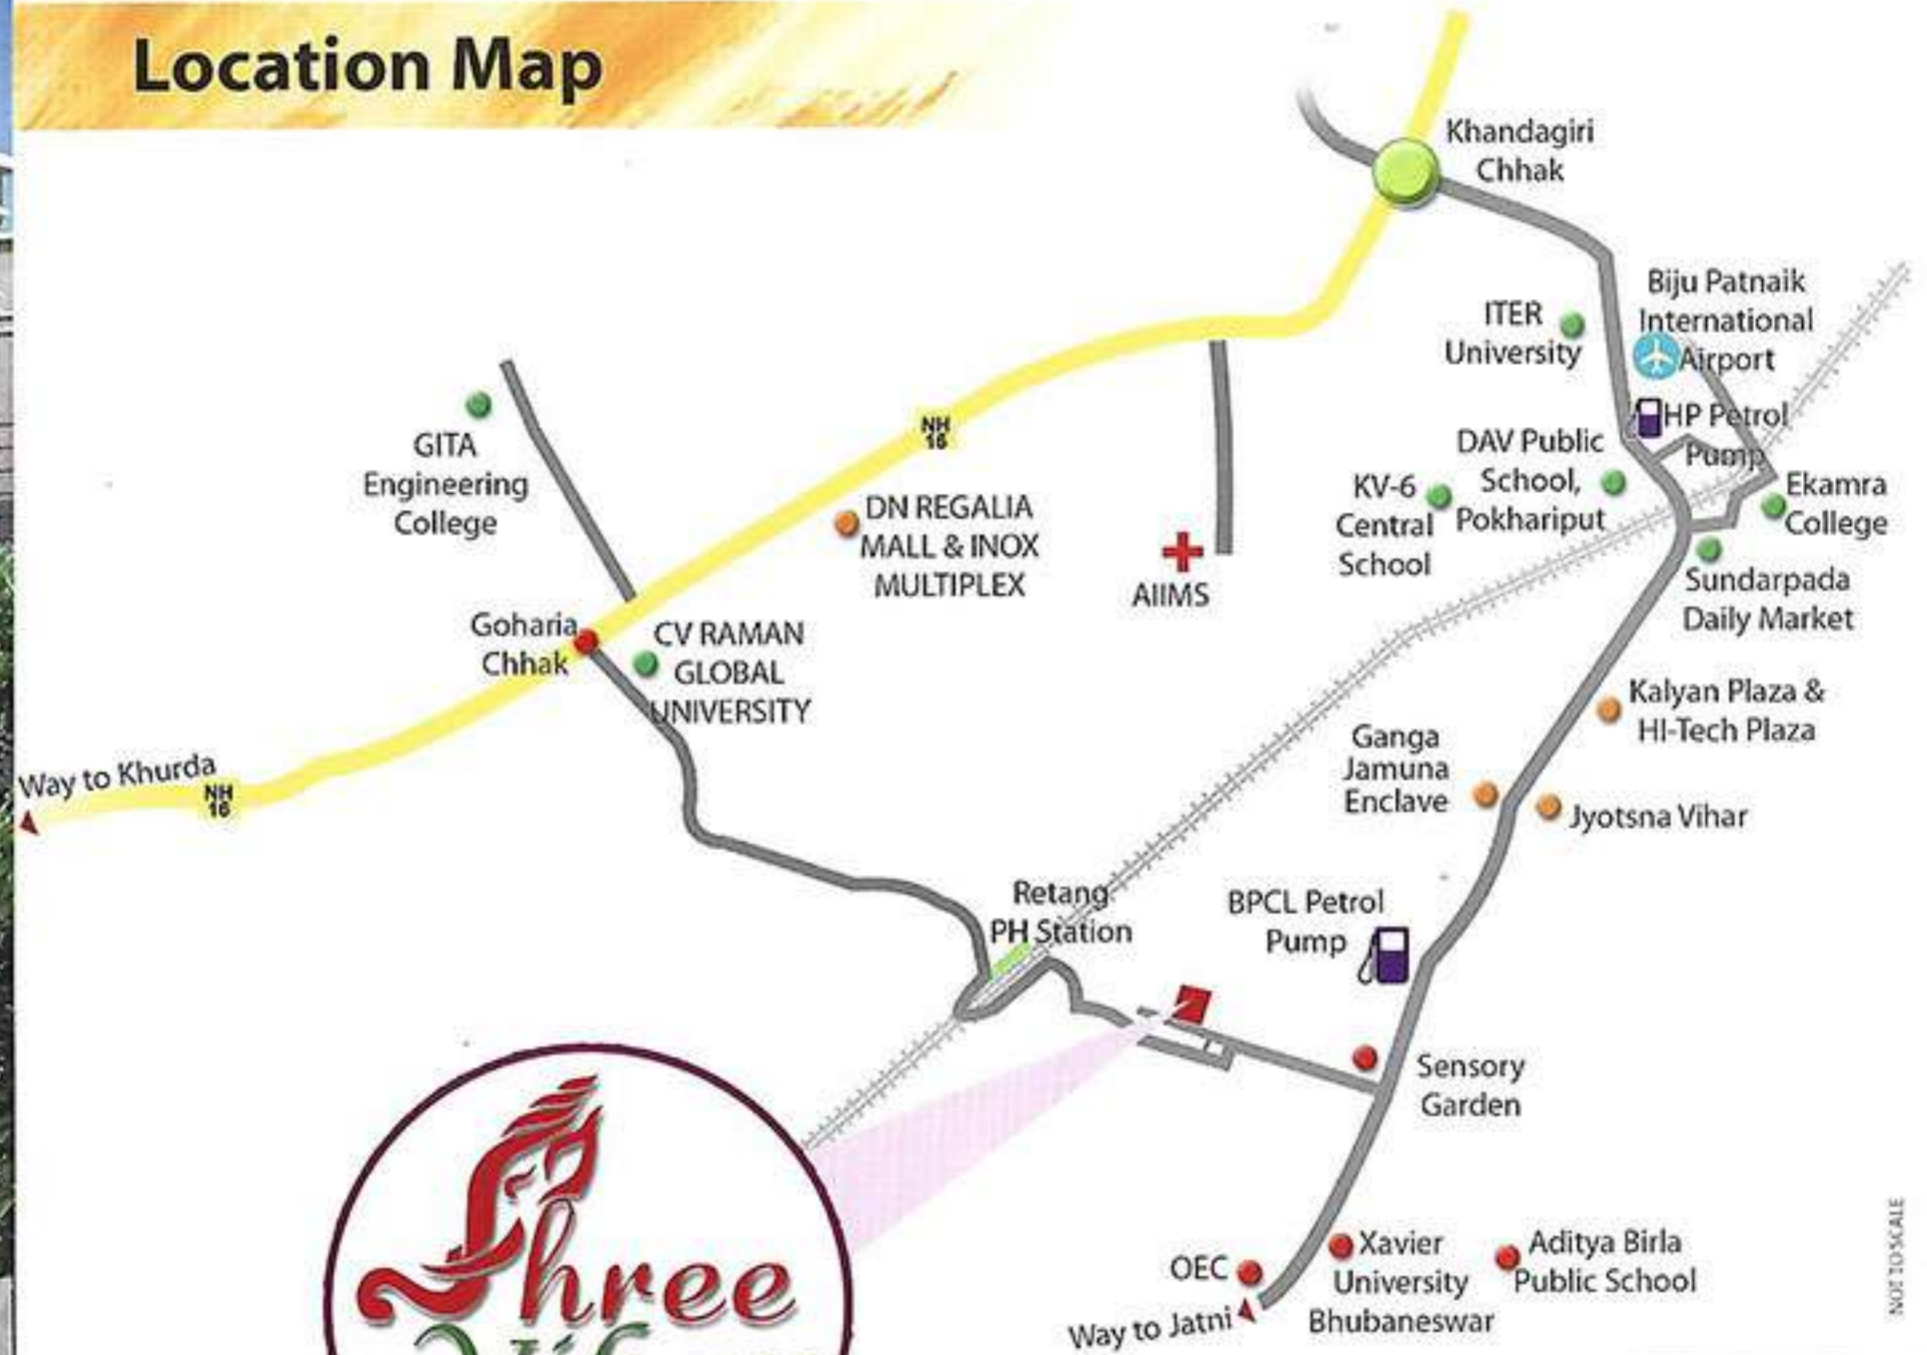 Location Map
Khandagiri
Chhak
Biju Patnaik
International
Airport
ITER
University
HP Petrol
Pump
DAV Public
School,
Pokhariput
KV-6
Central
School
Ekamra
College
Sundarpada
Daily Market
GITA
Engineering
College
NH
16
DN REGALIA
MALL & INOX
MULTIPLEX
AIIMS
Goharia
Chhak
CV RAMAN
GLOBAL
UNIVERSITY
Kalyan Plaza &
HI-Tech Plaza
Ganga
Jamuna
Enclave
Jyotsna Vihar
Way to Khurda
NH
16
Retang
PH Station
BPCL Petrol
Pump
Sensory
Garden
Shree
OEC
Way to Jatni
Xavier
University
Bhubaneswar
Aditya Birla
Public School
NOT TO SCALE